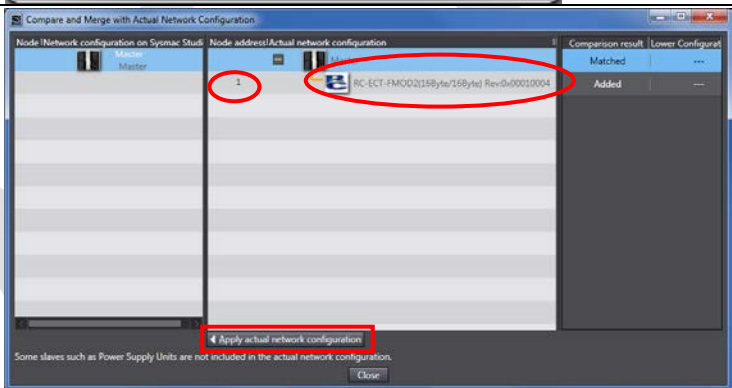 Compare and Merge with Actual Network Configuration
Node Network configuration on Sysmac Studi Node address Actual network configuration Comparison result Lower Configurat
Master Master Matched ---
Master
1 RC-ECT-FMOD2(16Byte/16Byte) Rev:0x00010004 Added ---
Apply actual network configuration
Some slaves such as Power Supply Units are not included in the actual network configuration.
Close